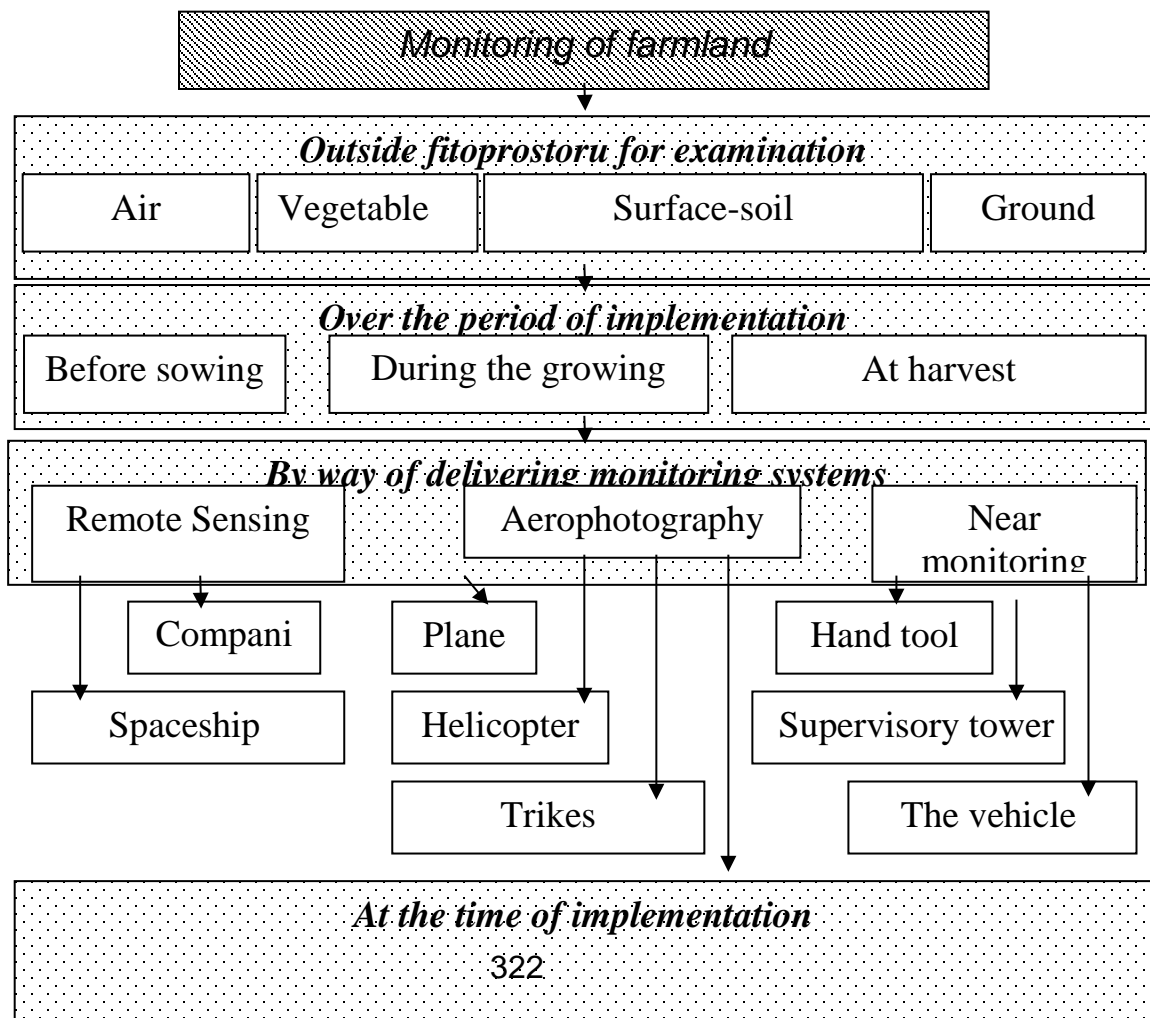 Monitoring of farmland
Outside fitoprostoru for examination
Air
Vegetable
Surface-soil
Ground
Over the period of implementation
Before sowing
During the growing
At harvest
By way of delivering monitoring systems
Remote Sensing
Aerophotography
Near
monitoring
Compani
Plane
Hand tool
Spaceship
Helicopter
Supervisory tower
Trikes
The vehicle
At the time of implementation
322